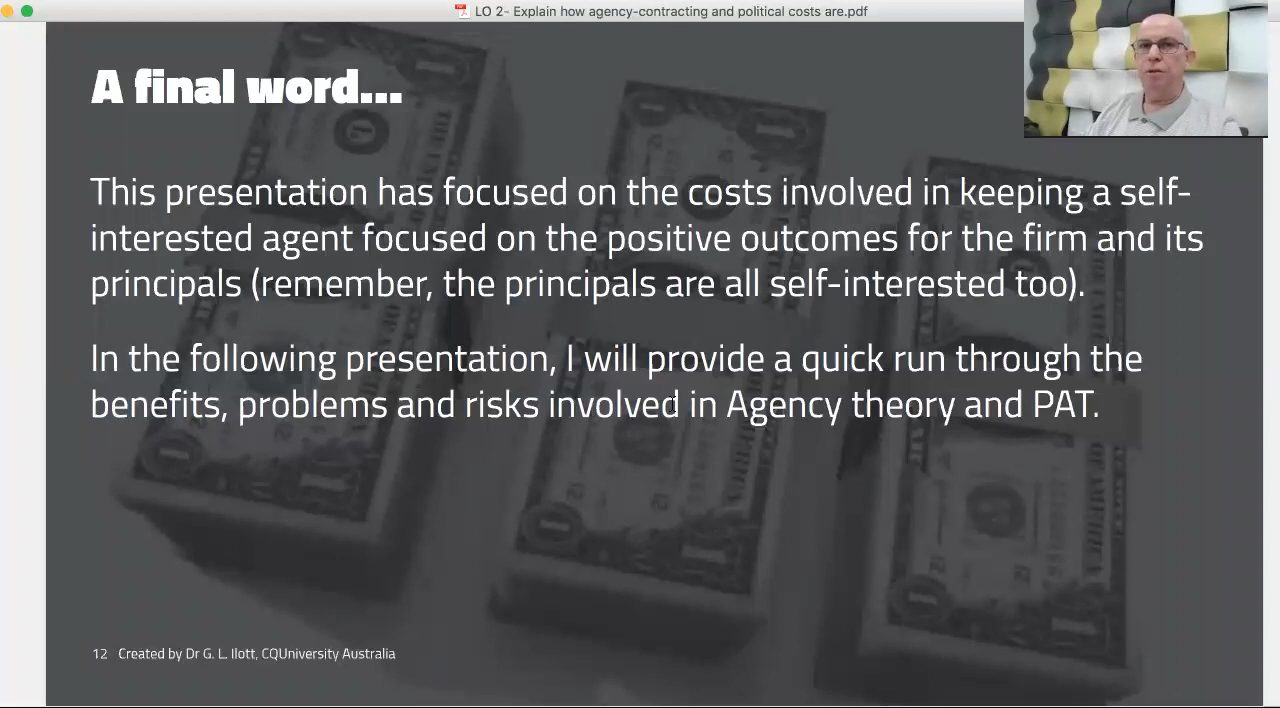 LO 2- Explain how agency-contracting and political costs are.pdf
A final word...
This presentation has focused on the costs involved in keeping a self-
interested agent focused on the positive outcomes for the firm and its
principals (remember, the principals are all self-interested too).
In the following presentation, I will provide a quick run through the
benefits, problems and risks involved in Agency theory and PAT.
12 Created by Dr G. L. Ilott, CQUniversity Australia